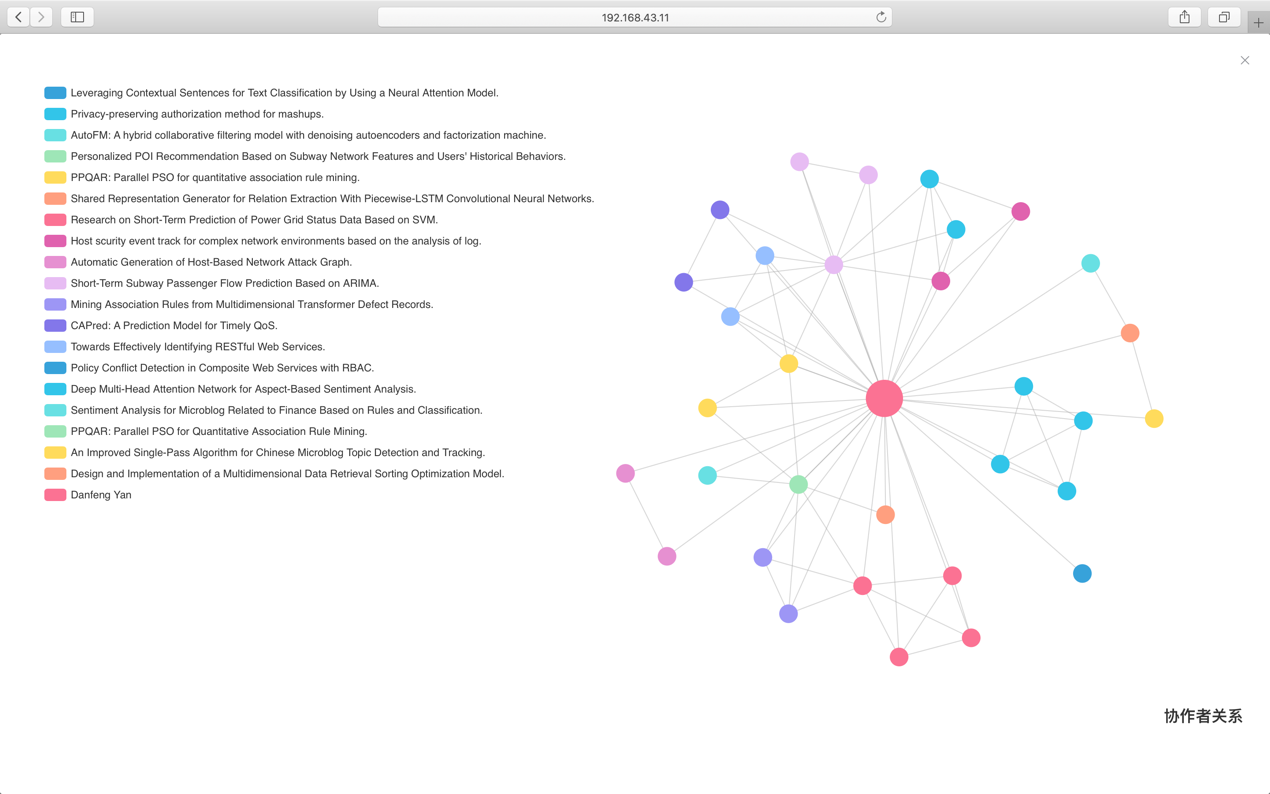 192.168.43.11
Leveraging Contextual Sentences for Text Classification by Using a Neural Attention Model.
Privacy-preserving authorization method for mashups.
AutoFM: A hybrid collaborative filtering model with denoising autoencoders and factorization machine.
Personalized POI Recommendation Based on Subway Network Features and Users' Historical Behaviors.
PPQAR: Parallel PSO for quantitative association rule mining.
Shared Representation Generator for Relation Extraction With Piecewise-LSTM Convolutional Neural Networks.
Research on Short-Term Prediction of Power Grid Status Data Based on SVM.
Host scurity event track for complex network environments based on the analysis of log.
Automatic Generation of Host-Based Network Attack Graph.
Short-Term Subway Passenger Flow Prediction Based on ARIMA.
Mining Association Rules from Multidimensional Transformer Defect Records.
CAPred: A Prediction Model for Timely QoS.
Towards Effectively Identifying RESTful Web Services.
Policy Conflict Detection in Composite Web Services with RBAC.
Deep Multi-Head Attention Network for Aspect-Based Sentiment Analysis.
Sentiment Analysis for Microblog Related to Finance Based on Rules and Classification.
PPQAR: Parallel PSO for Quantitative Association Rule Mining.
An Improved Single-Pass Algorithm for Chinese Microblog Topic Detection and Tracking.
Design and Implementation of a Multidimensional Data Retrieval Sorting Optimization Model.
Danfeng Yan
协作者关系